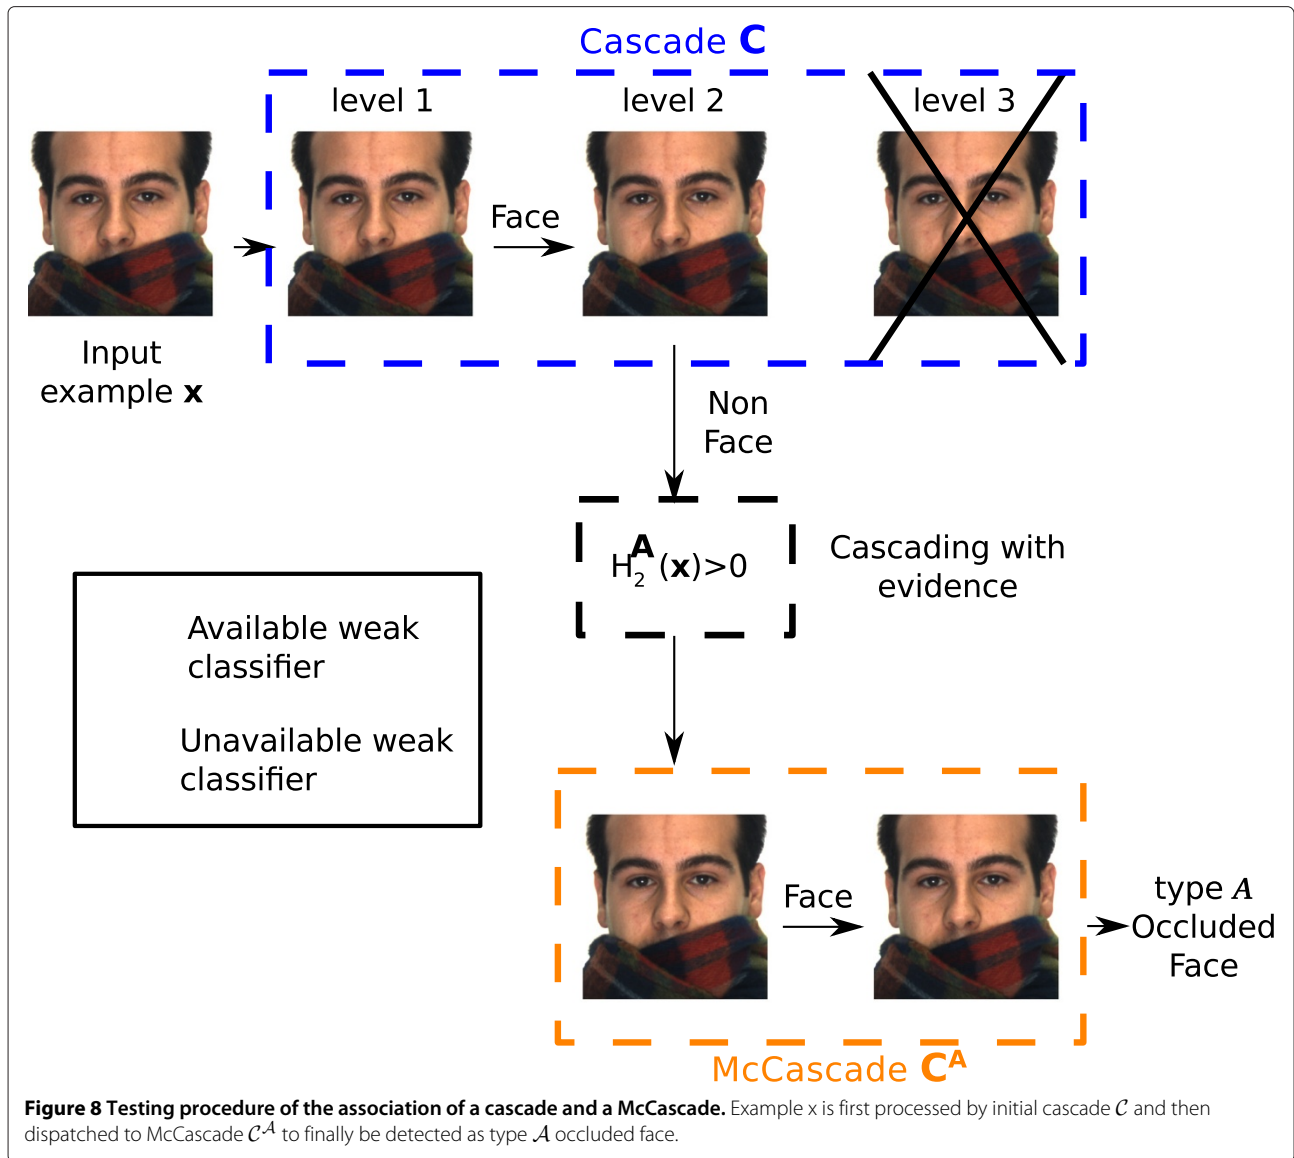 Cascade C
level 1
level 2
level 3
Face
Input
example x
Non
Face
H₂ᴬ(x)>0
Cascading with
evidence
Available weak
classifier
Unavailable weak
classifier
Face
type A
Occluded
Face
McCascade Cᴬ
Figure 8 Testing procedure of the association of a cascade and a McCascade. Example x is first processed by initial cascade C and then
dispatched to McCascade Cᴬ to finally be detected as type A occluded face.